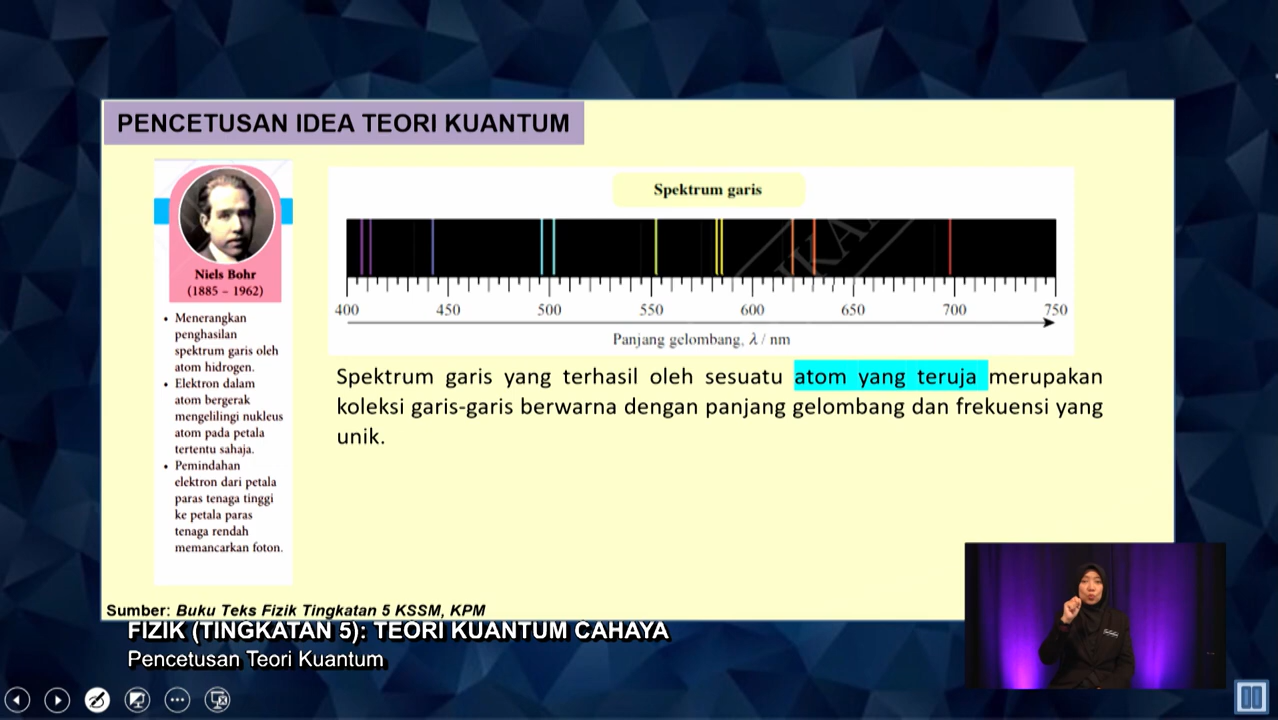 PENCETUSAN IDEA TEORI KUANTUM
Niels Bohr
(1885 – 1962)
• Menerangkan
penghasilan
spektrum garis oleh
atom hidrogen.
• Elektron dalam
atom bergerak
mengelilingi nukleus
atom pada petala
tertentu sahaja.
• Pemindahan
elektron dari petala
paras tenaga tinggi
ke petala paras
tenaga rendah
memancarkan foton.
Spektrum garis
400 450 500 550 600 650 700 750
Panjang gelombang, λ / nm
Spektrum garis yang terhasil oleh sesuatu atom yang teruja merupakan
koleksi garis-garis berwarna dengan panjang gelombang dan frekuensi yang
unik.
Sumber: Buku Teks Fizik Tingkatan 5 KSSM, KPM
FIZIK (TINGKATAN 5): TEORI KUANTUM CAHAYA
Pencetusan Teori Kuantum